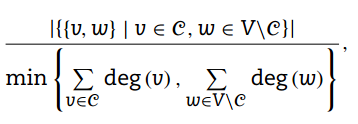 |{{v, w} | v ∈ 𝒞, w ∈ V\𝒞}|
min { ∑_{v∈𝒞} deg (v), ∑_{w∈V\𝒞} deg (w) } ,